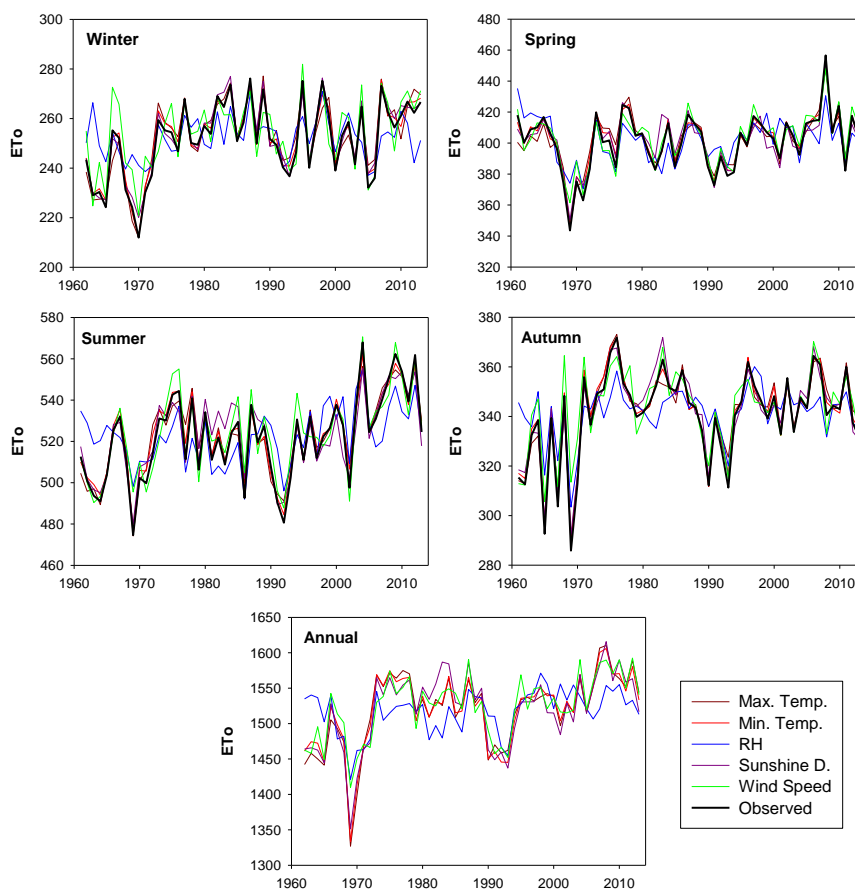 Winter
ETo
300
280
260
240
220
200
1960 1970 1980 1990 2000 2010
Spring
ETo
480
460
440
420
400
380
360
340
320
1960 1970 1980 1990 2000 2010
Summer
ETo
580
560
540
520
500
480
460
1960 1970 1980 1990 2000 2010
Autumn
ETo
380
360
340
320
300
280
1960 1970 1980 1990 2000 2010
Annual
ETo
1650
1600
1550
1500
1450
1400
1350
1300
1960 1970 1980 1990 2000 2010
Max. Temp.
Min. Temp.
RH
Sunshine D.
Wind Speed
Observed